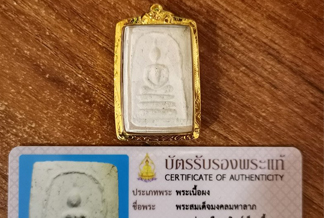 บัตรรับรองพระแท้
CERTIFICATE OF AUTHENTICITY
ประเภทพระ พระเนื้อผง
ชื่อพระ พระสมเด็จมงคลมหาลาภ